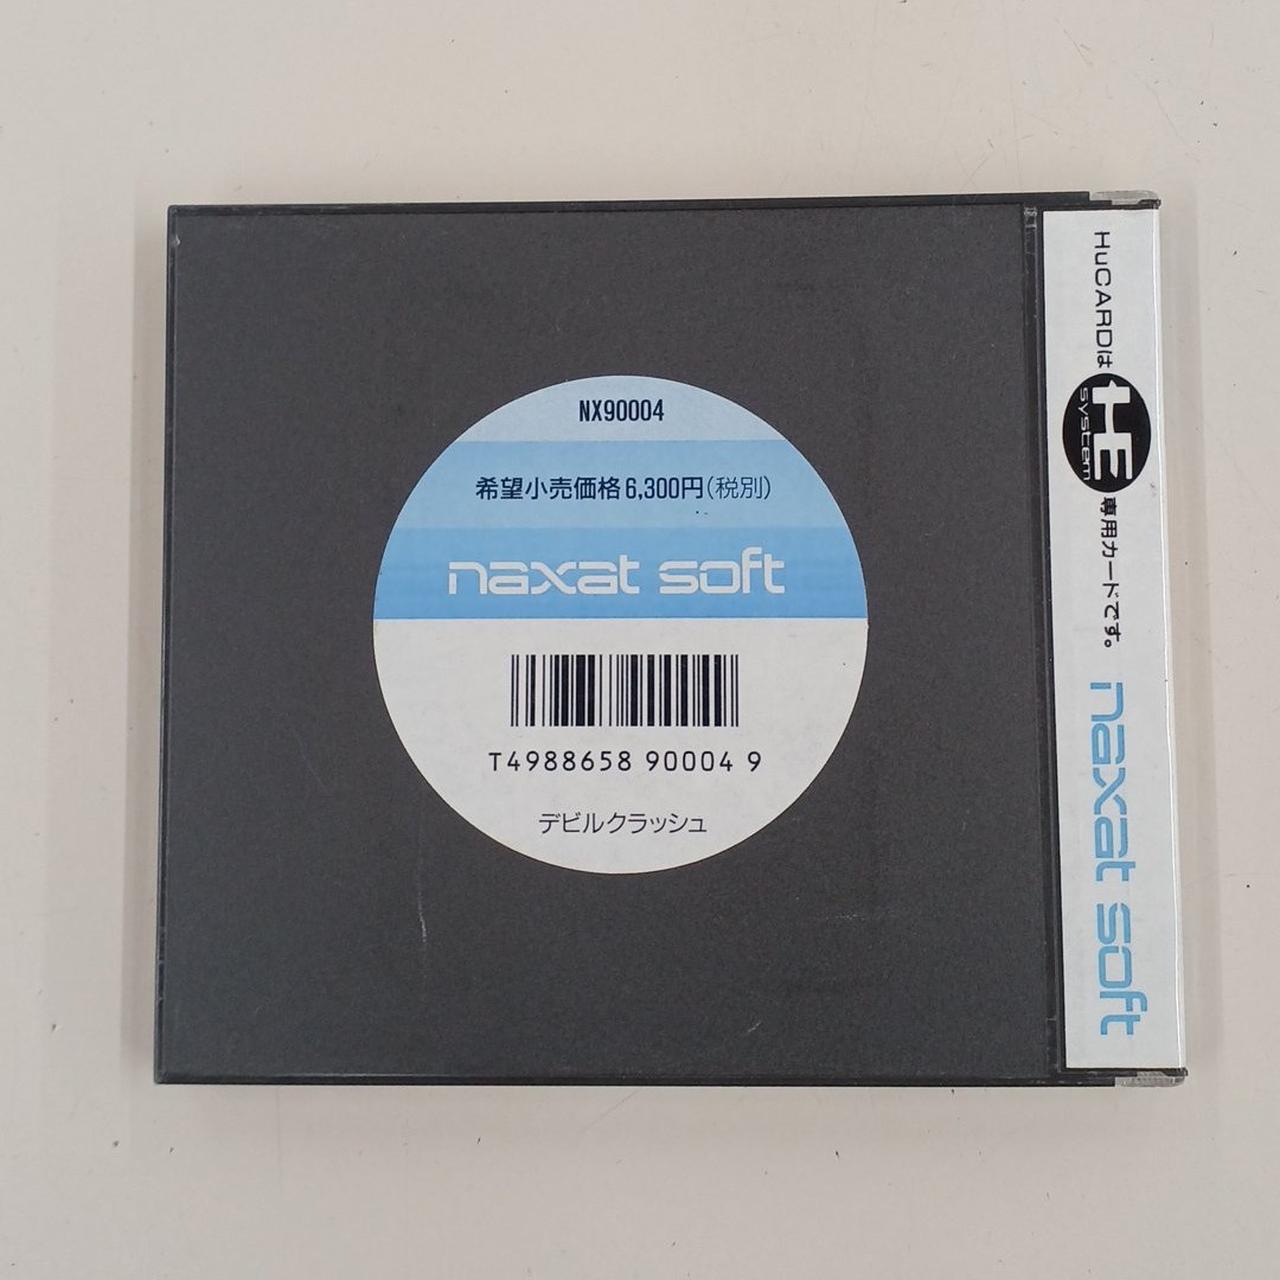 NX90004
希望小売価格6,300円(税別)
naxat soft
T4988658 90004 9
デビルクラッシュ
HuCARDは HE system 専用カードです。 naxat soft